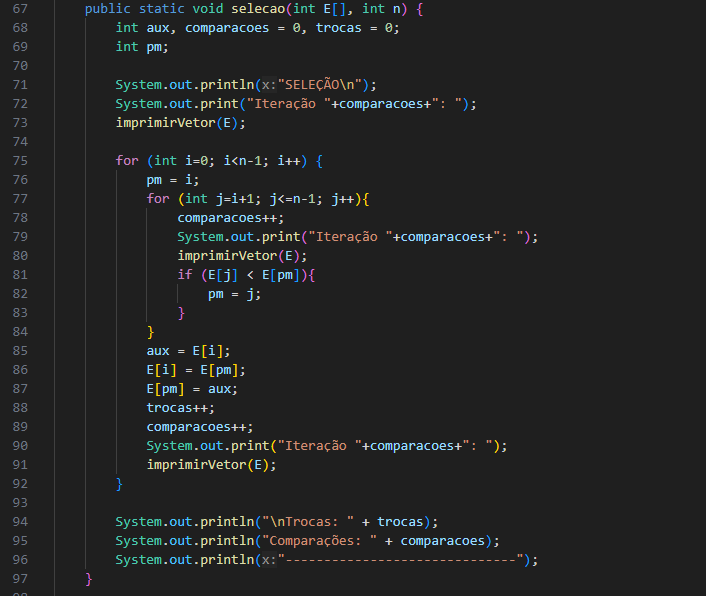 67 public static void selecao(int E[], int n) {
68 int aux, comparacoes = 0, trocas = 0;
69 int pm;
70
71 System.out.println(x:"SELEÇÃO\n");
72 System.out.print("Iteração "+comparacoes+": ");
73 imprimirVetor(E);
74
75 for (int i=0; i<n-1; i++) {
76 pm = i;
77 for (int j=i+1; j<=n-1; j++){
78 comparacoes++;
79 System.out.print("Iteração "+comparacoes+": ");
80 imprimirVetor(E);
81 if (E[j] < E[pm]){
82 pm = j;
83 }
84 }
85 aux = E[i];
86 E[i] = E[pm];
87 E[pm] = aux;
88 trocas++;
89 comparacoes++;
90 System.out.print("Iteração "+comparacoes+": ");
91 imprimirVetor(E);
92 }
93
94 System.out.println("\nTrocas: " + trocas);
95 System.out.println("Comparações: " + comparacoes);
96 System.out.println(x:"------------------------------");
97 }
98